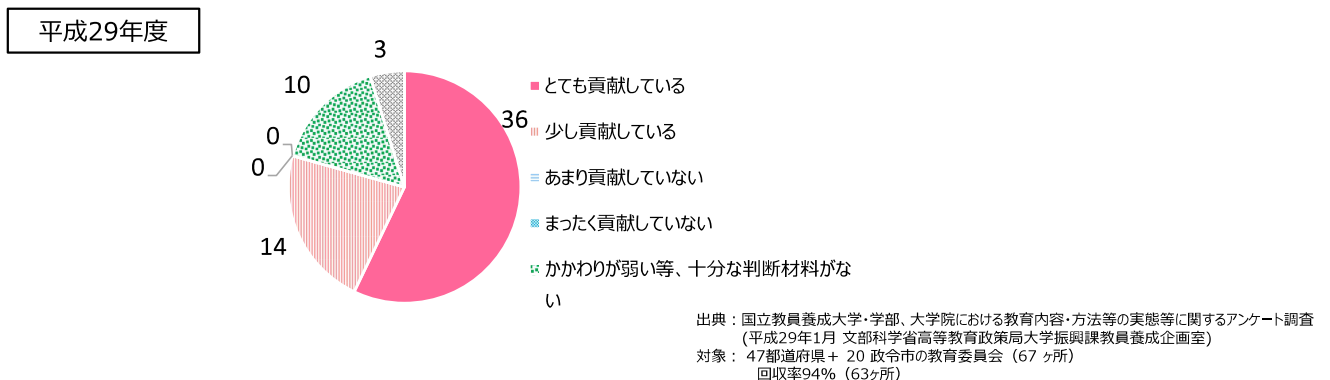 平成29年度
3
10
0
0
14
36
とても貢献している
少し貢献している
あまり貢献していない
まったく貢献していない
かかわりが弱い等、十分な判断材料がな
い
出典：国立教員養成大学・学部、大学院における教育内容・方法等の実態等に関するアンケート調査
(平成29年1月 文部科学省高等教育政策局大学振興課教員養成企画室)
対象： 47都道府県＋ 20 政令市の教育委員会（67 ヶ所）
回収率94%（63ヶ所）